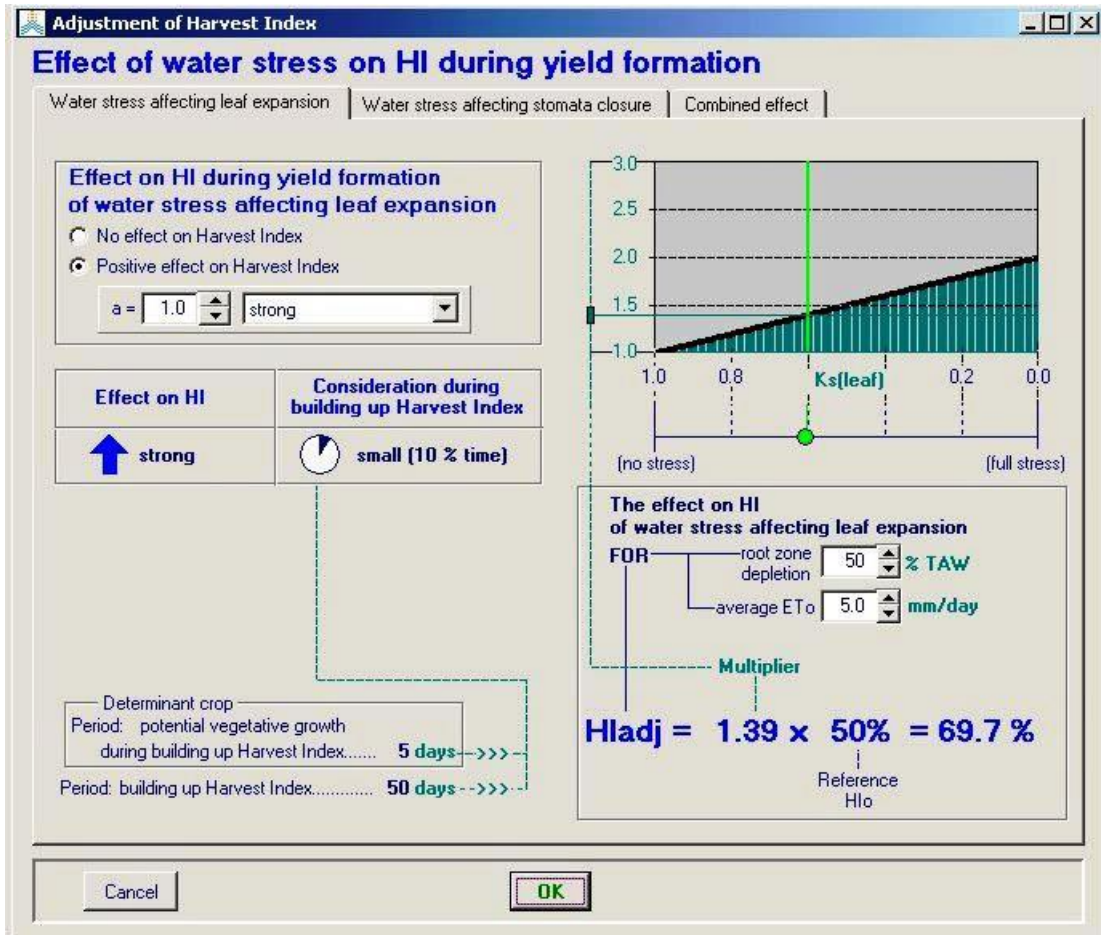 Adjustment of Harvest Index
Effect of water stress on HI during yield formation
Water stress affecting leaf expansion
Water stress affecting stomata closure
Combined effect
Effect on HI during yield formation
of water stress affecting leaf expansion
No effect on Harvest Index
Positive effect on Harvest Index
a = 1.0 strong
Effect on HI
Consideration during
building up Harvest Index
strong
small (10 % time)
Determinant crop
Period: potential vegetative growth
during building up Harvest Index....... 5 days-->>>
Period: building up Harvest Index............. 50 days-->>>
3.0
2.5
2.0
1.5
1.0
1.0 0.8 Ks(leaf) 0.2 0.0
(no stress) (full stress)
The effect on HI
of water stress affecting leaf expansion
FOR root zone
depletion 50 % TAW
average ETo 5.0 mm/day
Multiplier
HIadj = 1.39 x 50% = 69.7 %
Reference
HIo
Cancel
OK